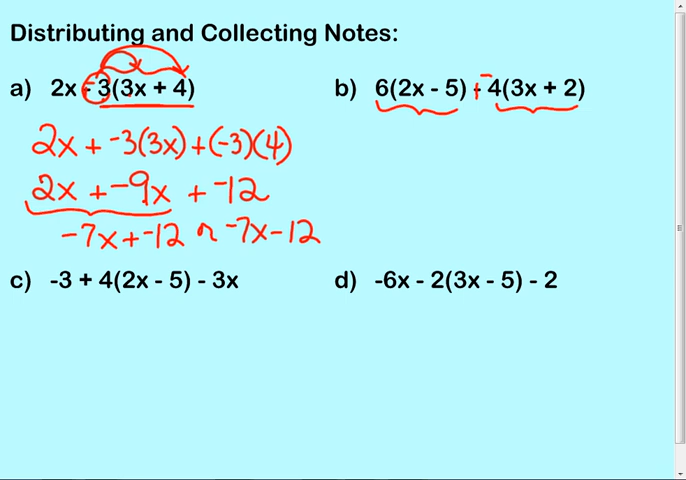 Distributing and Collecting Notes:
a) 2x - 3(3x + 4)
2x + -3(3x) + (-3)(4)
2x + -9x + -12
-7x + -12 or -7x - 12
b) 6(2x - 5) + -4(3x + 2)
c) -3 + 4(2x - 5) - 3x
d) -6x - 2(3x - 5) - 2